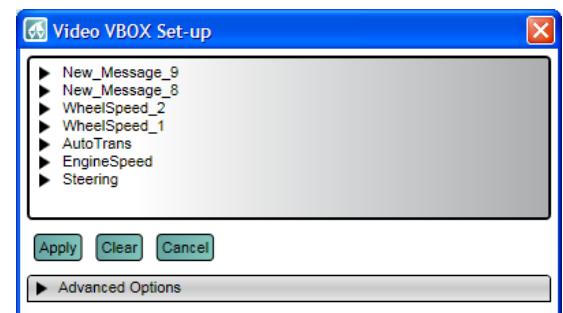 Video VBOX Set-up
New_Message_9
New_Message_8
WheelSpeed_2
WheelSpeed_1
AutoTrans
EngineSpeed
Steering
Apply Clear Cancel
Advanced Options